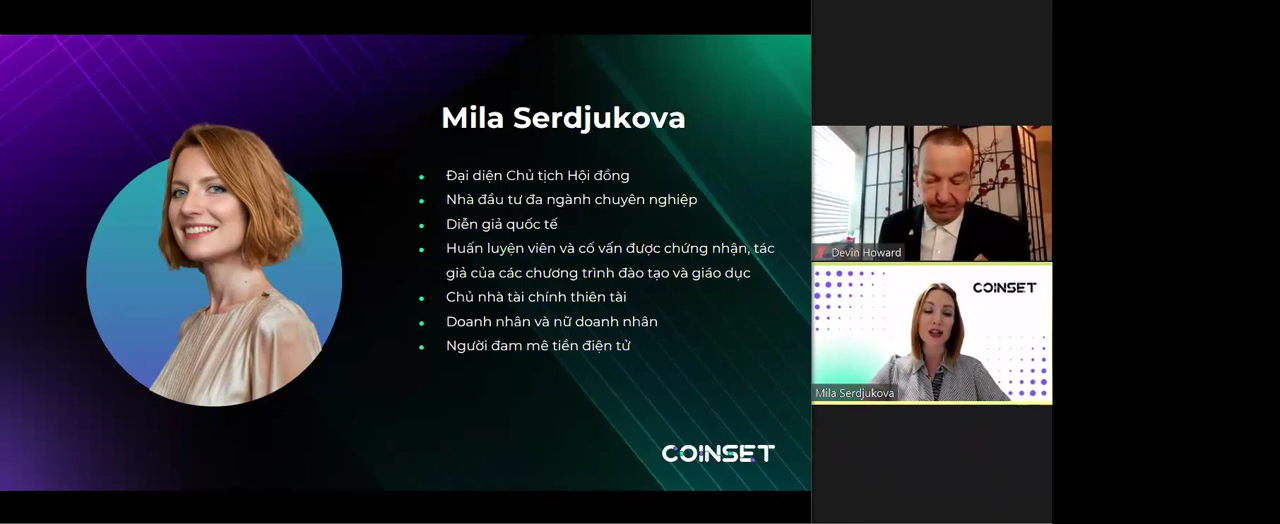 Mila Serdjukova
Đại diện Chủ tịch Hội đồng
Nhà đầu tư đa ngành chuyên nghiệp
Diễn giả quốc tế
Huấn luyện viên và cố vấn được chứng nhận, tác
giả của các chương trình đào tạo và giáo dục
Chủ nhà tài chính thiên tài
Doanh nhân và nữ doanh nhân
Người đam mê tiền điện tử
COINSET
Devin Howard
COINSET
Mila Serdjukova